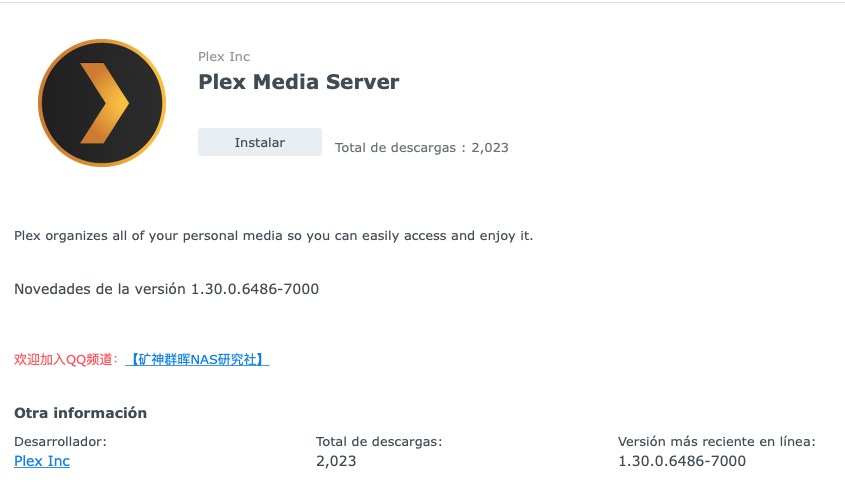 Plex Inc
Plex Media Server
Instalar
Total de descargas : 2,023
Plex organizes all of your personal media so you can easily access and enjoy it.
Novedades de la versión 1.30.0.6486-7000
欢迎加入QQ频道：【矿神群晖NAS研究社】
Otra información
Desarrollador:
Total de descargas:
Versión más reciente en línea:
Plex Inc
2,023
1.30.0.6486-7000